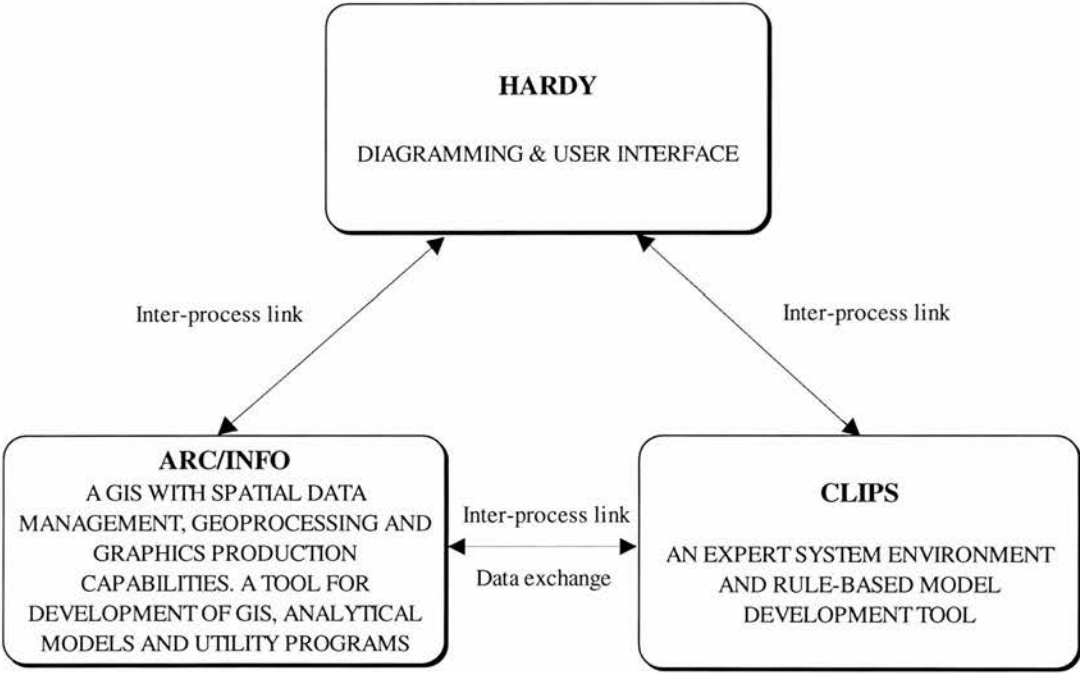 HARDY
DIAGRAMMING & USER INTERFACE
Inter-process link
Inter-process link
ARC/INFO
A GIS WITH SPATIAL DATA
MANAGEMENT, GEOPROCESSING AND
GRAPHICS PRODUCTION
CAPABILITIES. A TOOL FOR
DEVELOPMENT OF GIS, ANALYTICAL
MODELS AND UTILITY PROGRAMS
Inter-process link
Data exchange
CLIPS
AN EXPERT SYSTEM ENVIRONMENT
AND RULE-BASED MODEL
DEVELOPMENT TOOL